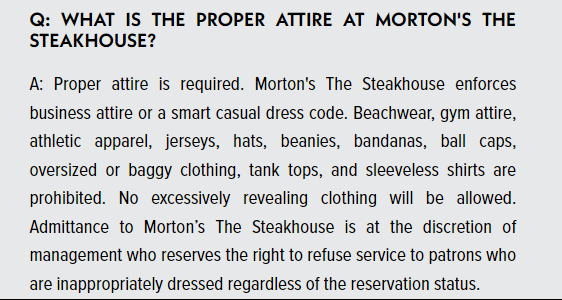 Q: WHAT IS THE PROPER ATTIRE AT MORTON'S THE
STEAKHOUSE?
A: Proper attire is required. Morton's The Steakhouse enforces
business attire or a smart casual dress code. Beachwear, gym attire,
athletic apparel, jerseys, hats, beanies, bandanas, ball caps,
oversized or baggy clothing, tank tops, and sleeveless shirts are
prohibited. No excessively revealing clothing will be allowed.
Admittance to Morton’s The Steakhouse is at the discretion of
management who reserves the right to refuse service to patrons who
are inappropriately dressed regardless of the reservation status.